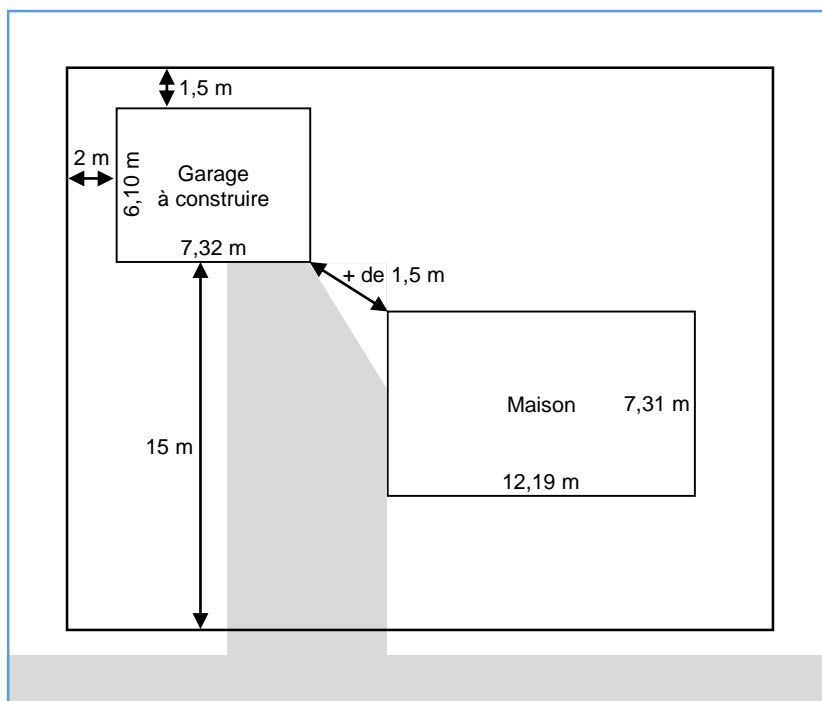 1,5 m
2 m
6,10 m
Garage
à construire
7,32 m
+ de 1,5 m
Maison
7,31 m
15 m
12,19 m